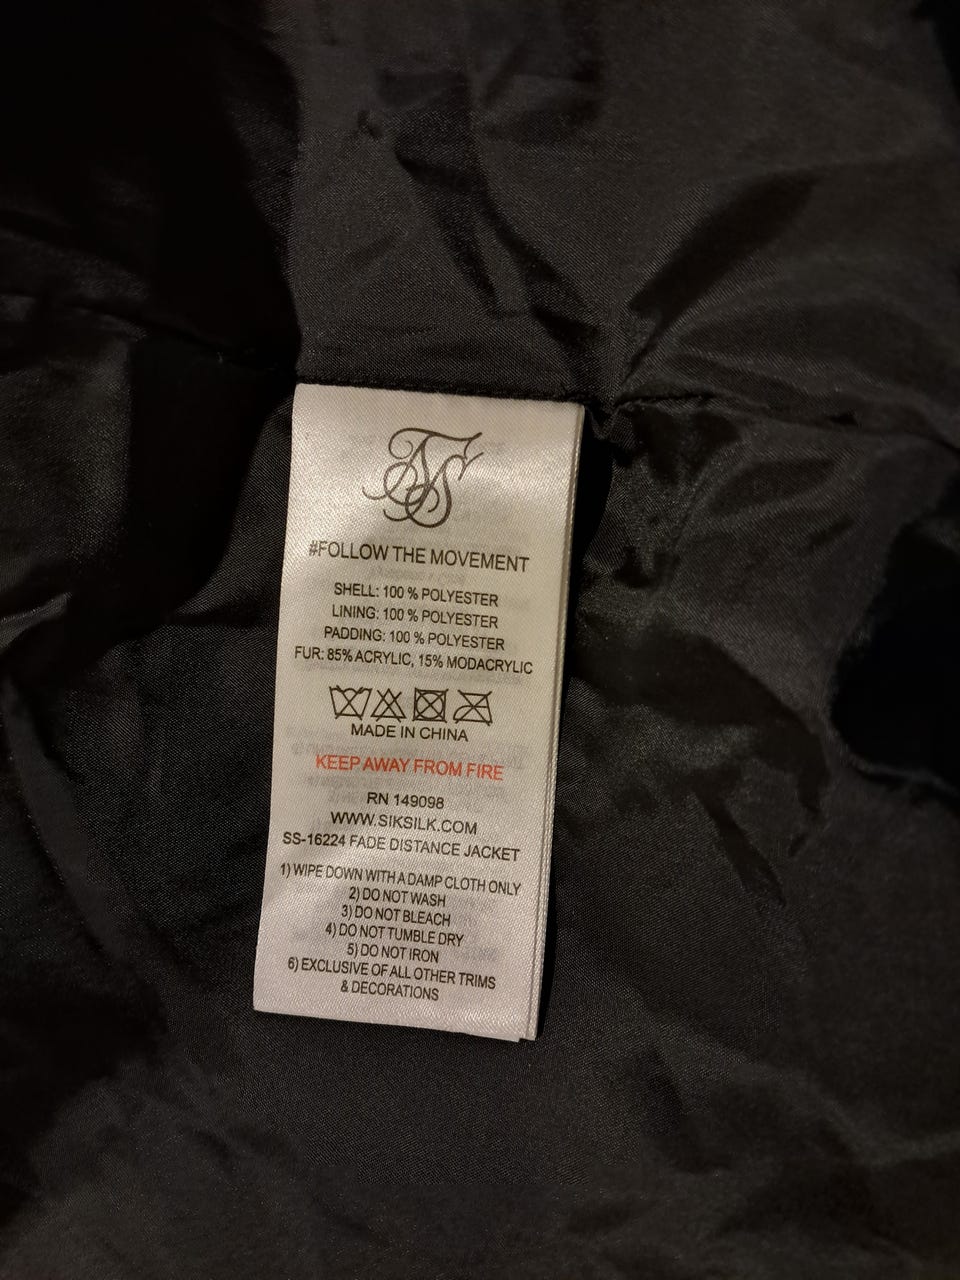 #FOLLOW THE MOVEMENT
SHELL: 100 % POLYESTER
LINING: 100 % POLYESTER
PADDING: 100 % POLYESTER
FUR: 85% ACRYLIC, 15% MODACRYLIC
MADE IN CHINA
KEEP AWAY FROM FIRE
RN 149098
WWW.SIKSILK.COM
SS-16224 FADE DISTANCE JACKET
1) WIPE DOWN WITH A DAMP CLOTH ONLY
2) DO NOT WASH
3) DO NOT BLEACH
4) DO NOT TUMBLE DRY
5) DO NOT IRON
6) EXCLUSIVE OF ALL OTHER TRIMS
& DECORATIONS